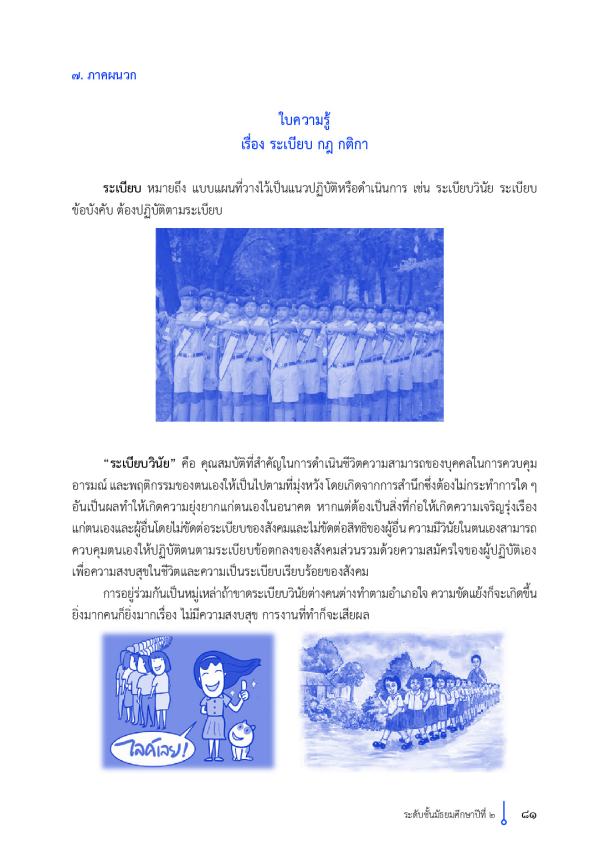 ๗. ภาคผนวก
ใบความรู้
เรื่อง ระเบียบ กฎ กติกา
ระเบียบ หมายถึง แบบแผนที่วางไว้เป็นแนวปฏิบัติหรือดำเนินการ เช่น ระเบียบวินัย ระเบียบ
ข้อบังคับ ต้องปฏิบัติตามระเบียบ
“ระเบียบวินัย” คือ คุณสมบัติที่สำคัญในการดำเนินชีวิตความสามารถของบุคคลในการควบคุม
อารมณ์ และพฤติกรรมของตนเองให้เป็นไปตามที่มุ่งหวัง โดยเกิดจากการสำนึกซึ่งต้องไม่กระทำการใด ๆ
อันเป็นผลทำให้เกิดความยุ่งยากแก่ตนเองในอนาคต หากแต่ต้องเป็นสิ่งที่ก่อให้เกิดความเจริญรุ่งเรือง
แก่ตนเองและผู้อื่นโดยไม่ขัดต่อระเบียบของสังคมและไม่ขัดต่อสิทธิของผู้อื่น ความมีวินัยในตนเองสามารถ
ควบคุมตนเองให้ปฏิบัติตนตามระเบียบข้อตกลงของสังคมส่วนรวมด้วยความสมัครใจของผู้ปฏิบัติเอง
เพื่อความสงบสุขในชีวิตและความเป็นระเบียบเรียบร้อยของสังคม
การอยู่ร่วมกันเป็นหมู่เหล่าถ้าขาดระเบียบวินัยต่างคนต่างทำตามอำเภอใจ ความขัดแย้งก็จะเกิดขึ้น
ยิ่งมากคนก็ยิ่งมากเรื่อง ไม่มีความสงบสุข การงานที่ทำก็จะเสียผล
ไลค์เลย!
ระดับชั้นมัธยมศึกษาปีที่ ๒ ๘๑